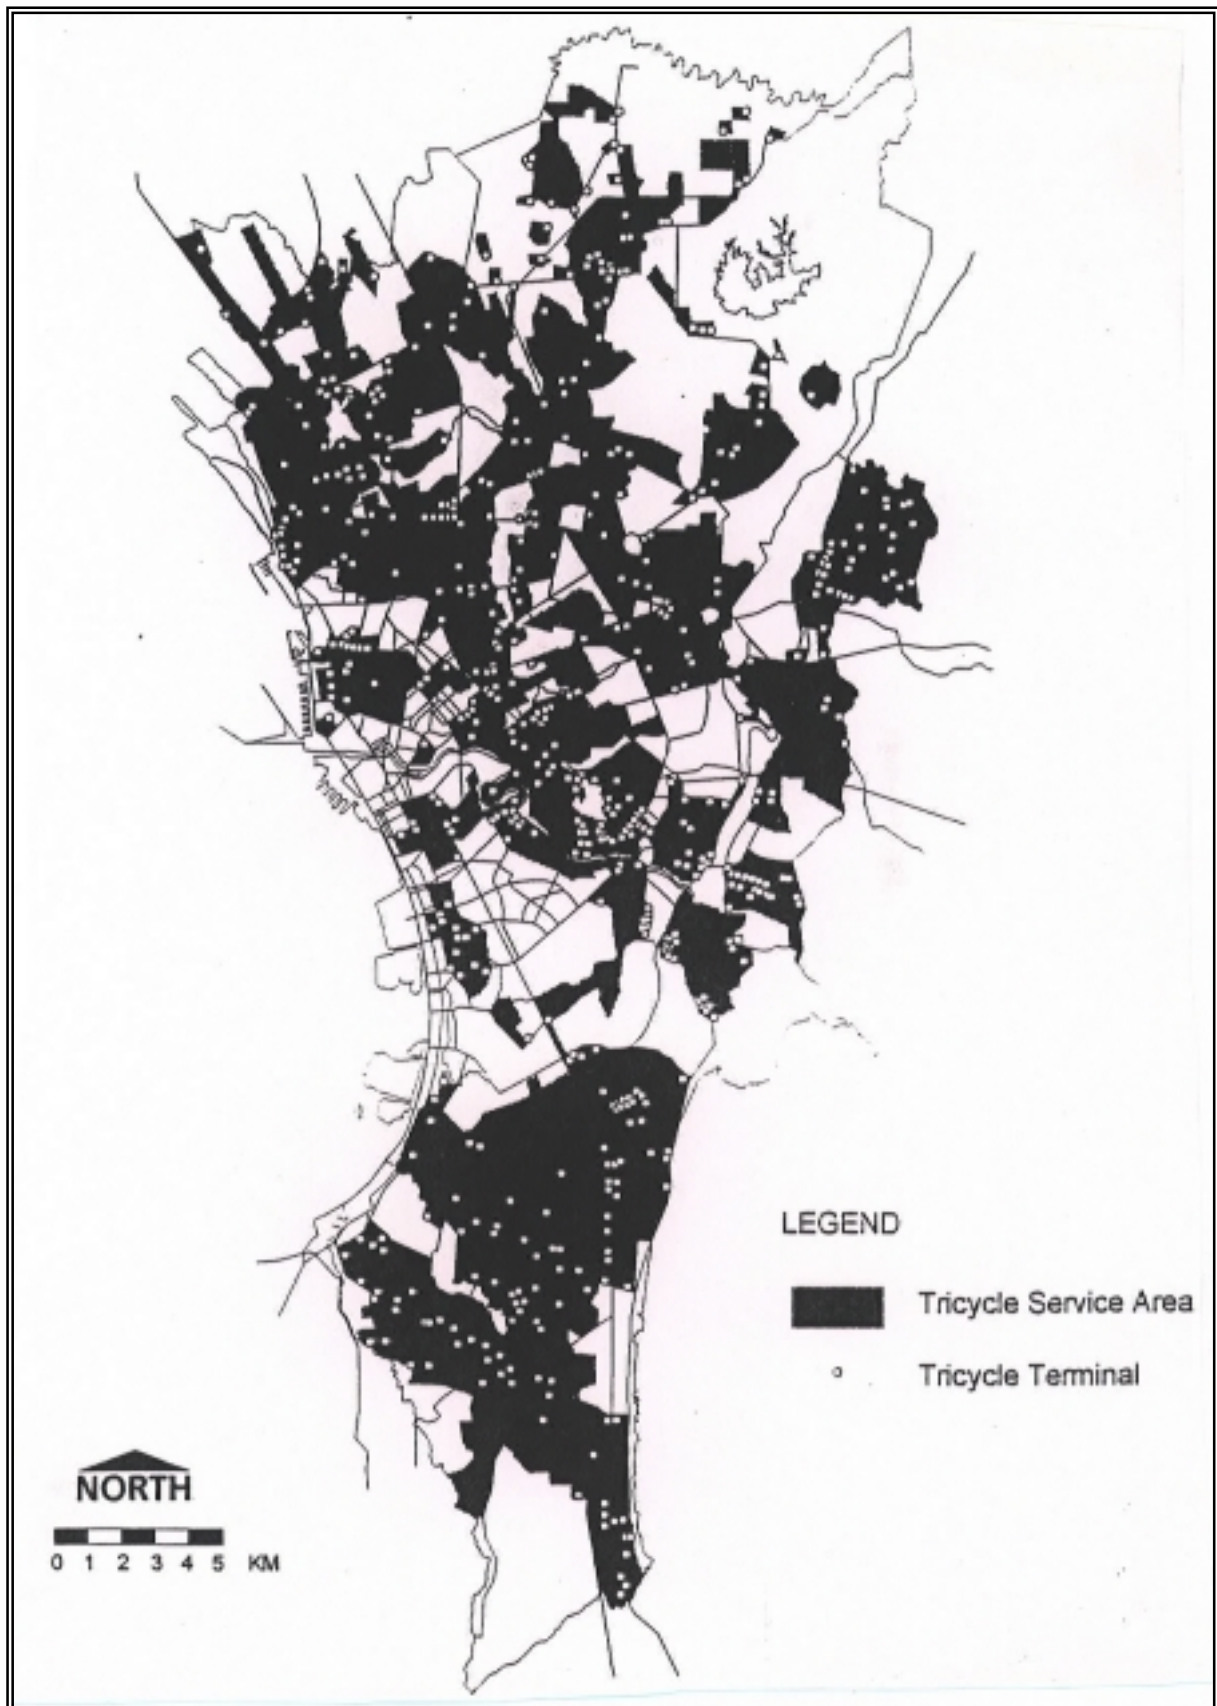 LEGEND
Tricycle Service Area
Tricycle Terminal
NORTH
0 1 2 3 4 5 KM